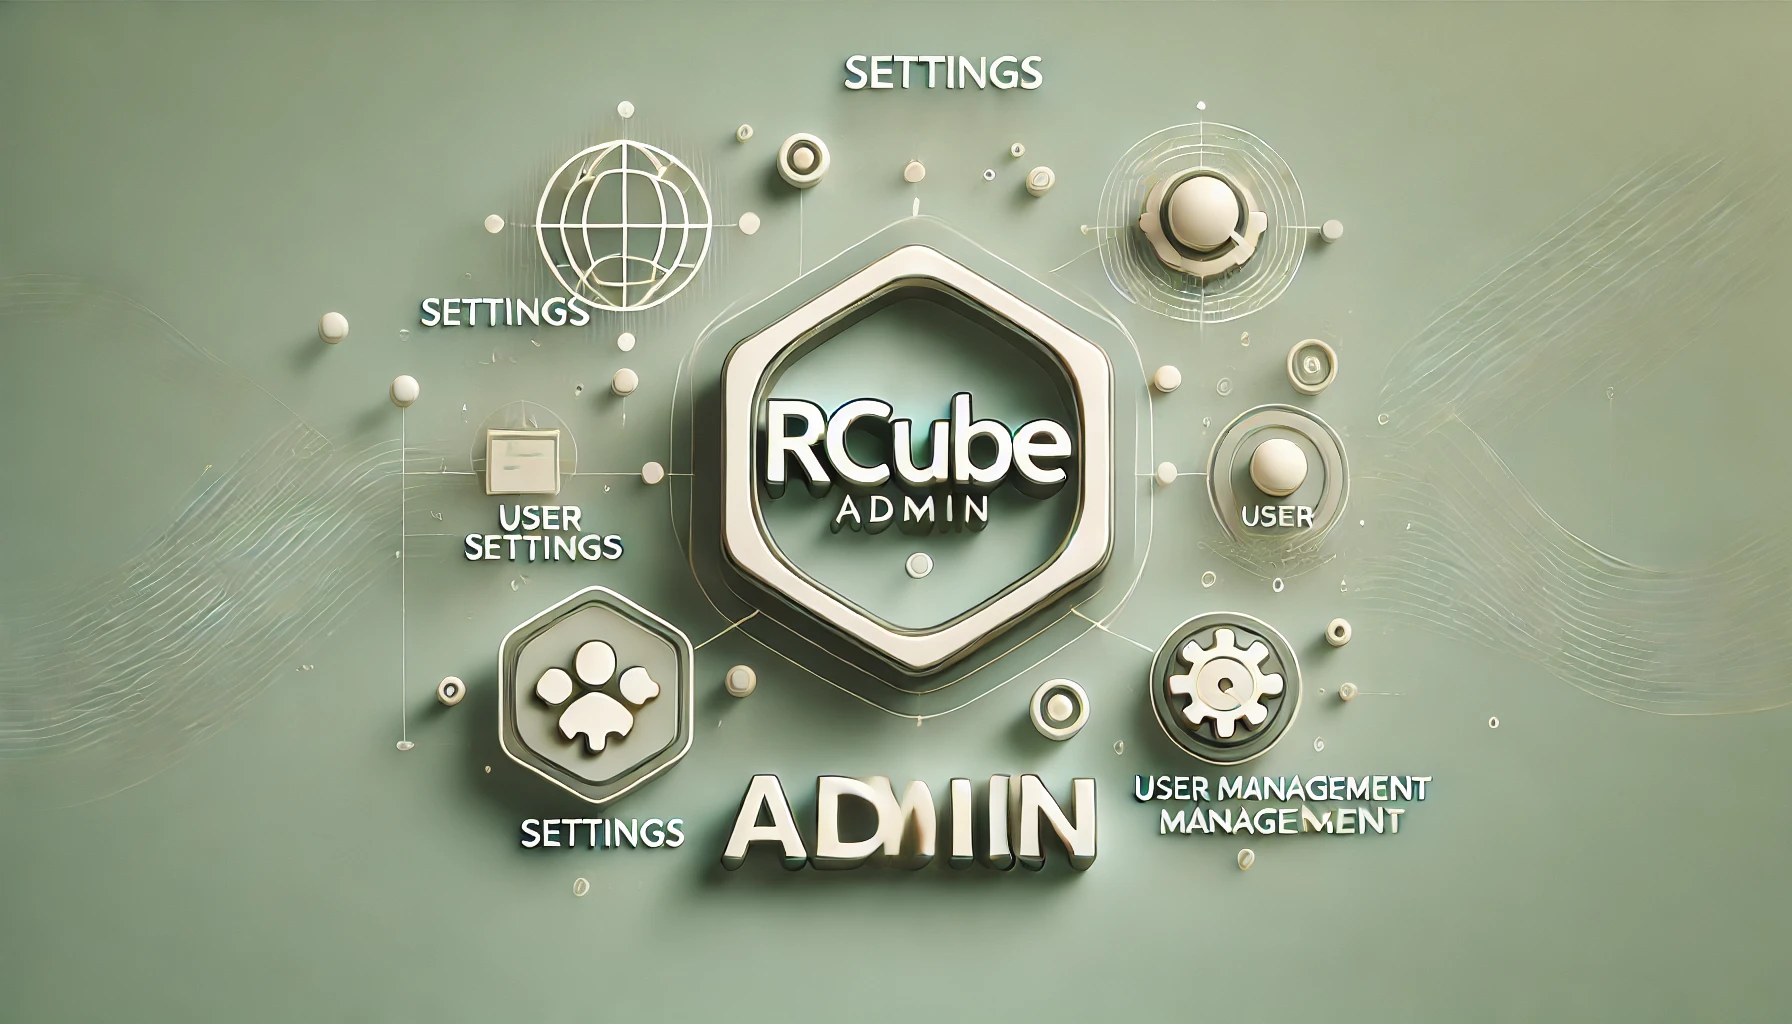 SETTINGS
SETTINGS
RCube
ADMIN
USER
SETTINGS
USER
SETTINGS
ADMIIN
USER MANAGEMENT
MANAGEMENT